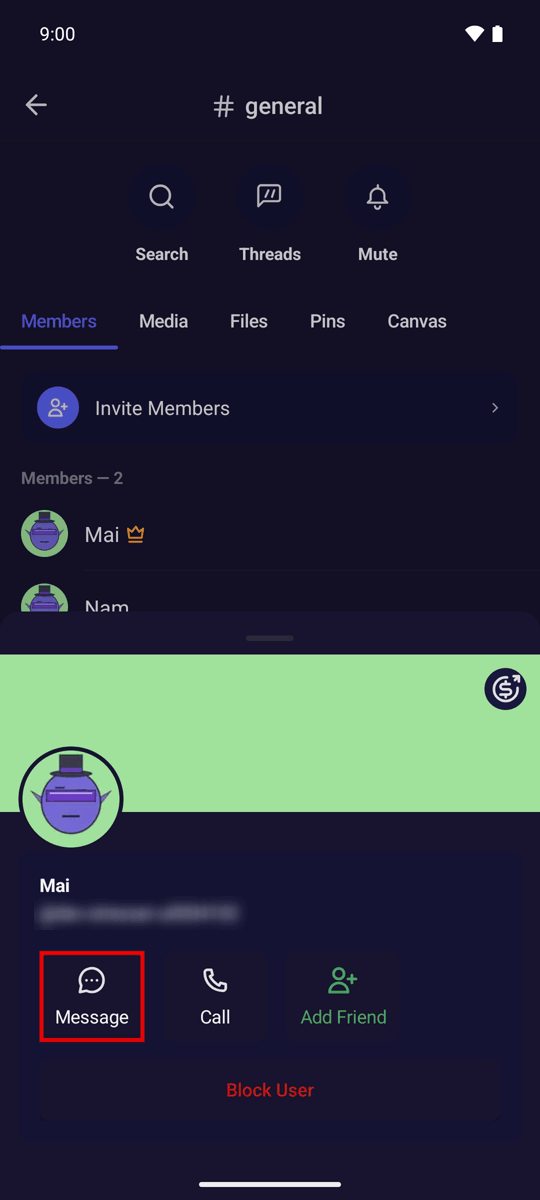 9:00
# general
Search Threads Mute
Members Media Files Pins Canvas
Invite Members
Members — 2
Mai
Nam
Mai
Message Call Add Friend
Block User